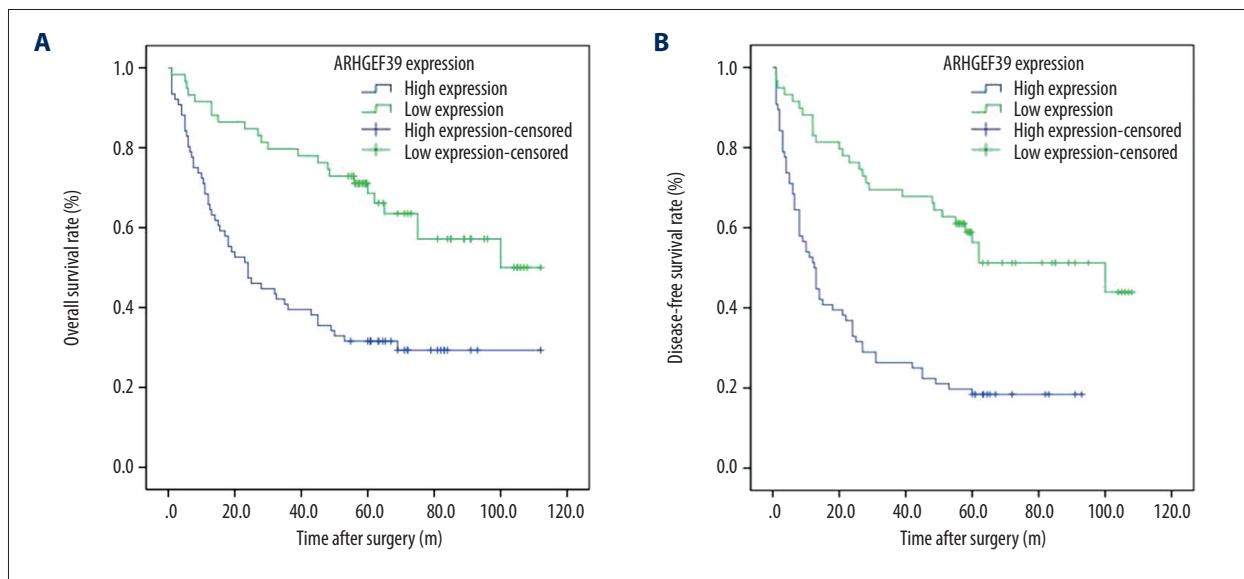 A
ARHGEF39 expression
High expression
Low expression
High expression-censored
Low expression-censored
Overall survival rate (%)
1.0
0.8
0.6
0.4
0.2
0.0
.0 20.0 40.0 60.0 80.0 100.0 120.0
Time after surgery (m)
B
ARHGEF39 expression
High expression
Low expression
High expression-censored
Low expression-censored
Disease-free survival rate (%)
1.0
0.8
0.6
0.4
0.2
0.0
.0 20.0 40.0 60.0 80.0 100.0 120.0
Time after surgery (m)